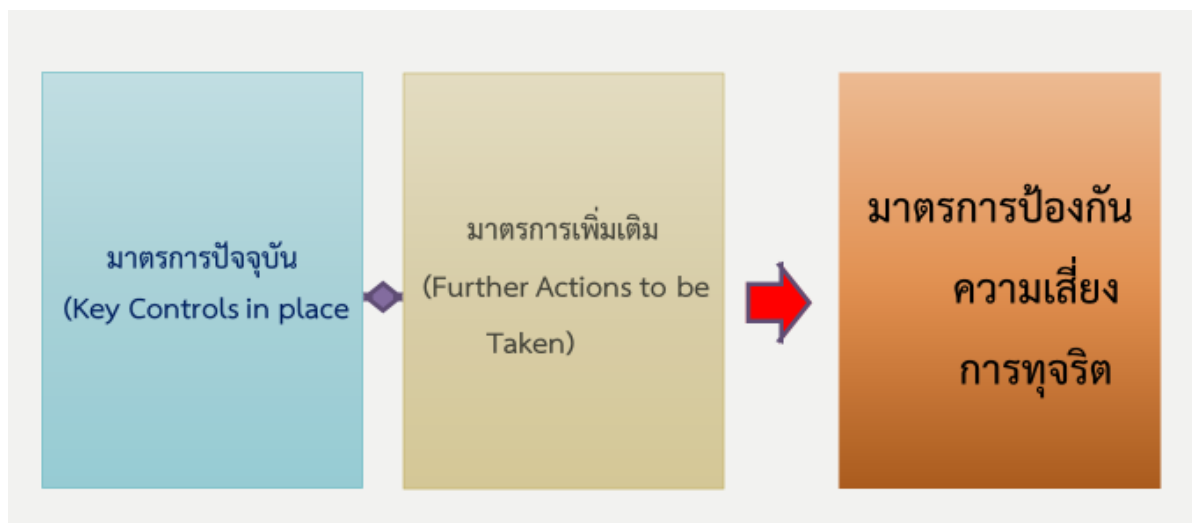 มาตรการปัจจุบัน
(Key Controls in place
มาตรการเพิ่มเติม
(Further Actions to be
Taken)
มาตรการป้องกัน
ความเสี่ยง
การทุจริต